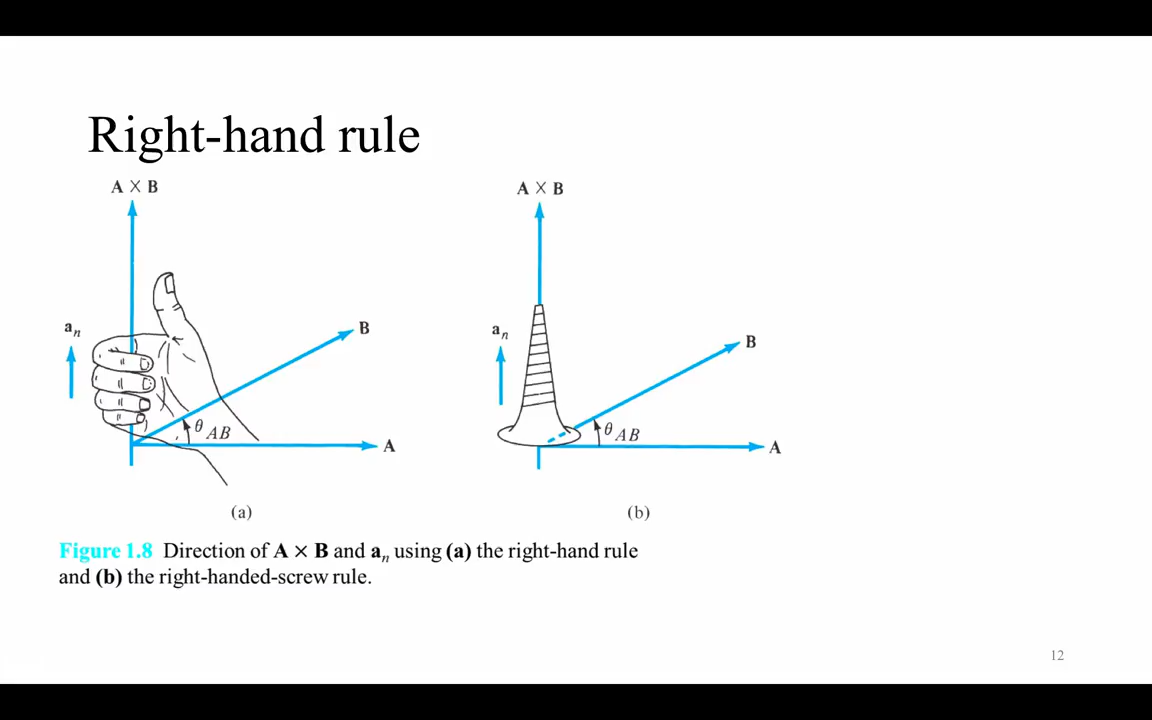 Right-hand rule
A × B
A × B
a_n
a_n
B
B
θ_AB
θ_AB
A
A
(a)
(b)
Figure 1.8 Direction of A × B and a_n using (a) the right-hand rule
and (b) the right-handed-screw rule.
12